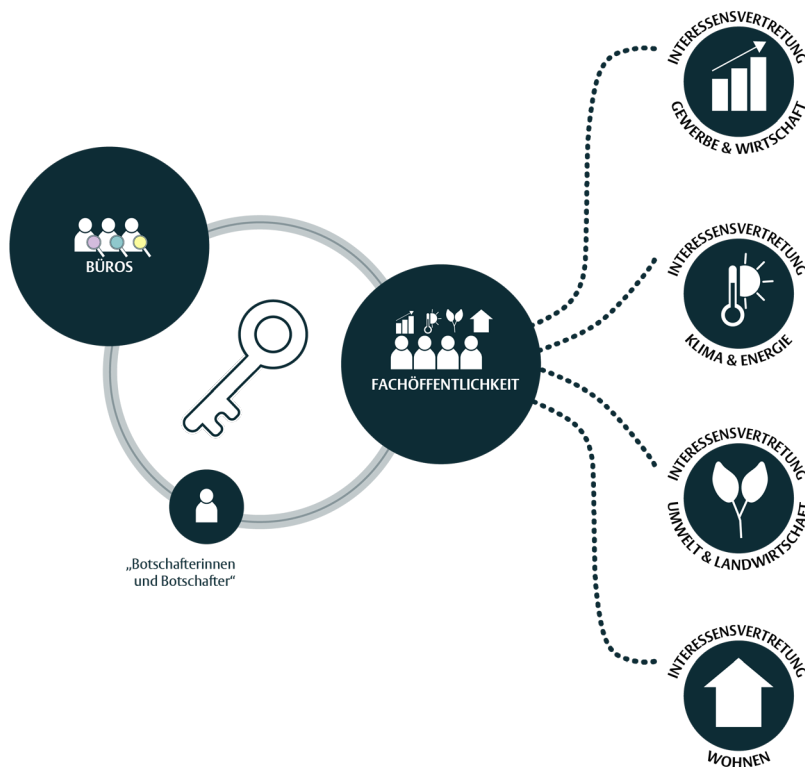 BÜROS
FACHÖFFENTLICHKEIT
„Botschafterinnen
und Botschafter“
INTERESSENSVERTRETUNG
GEWERBE & WIRTSCHAFT
INTERESSENSVERTRETUNG
KLIMA & ENERGIE
INTERESSENSVERTRETUNG
UMWELT & LANDWIRTSCHAFT
INTERESSENSVERTRETUNG
WOHNEN